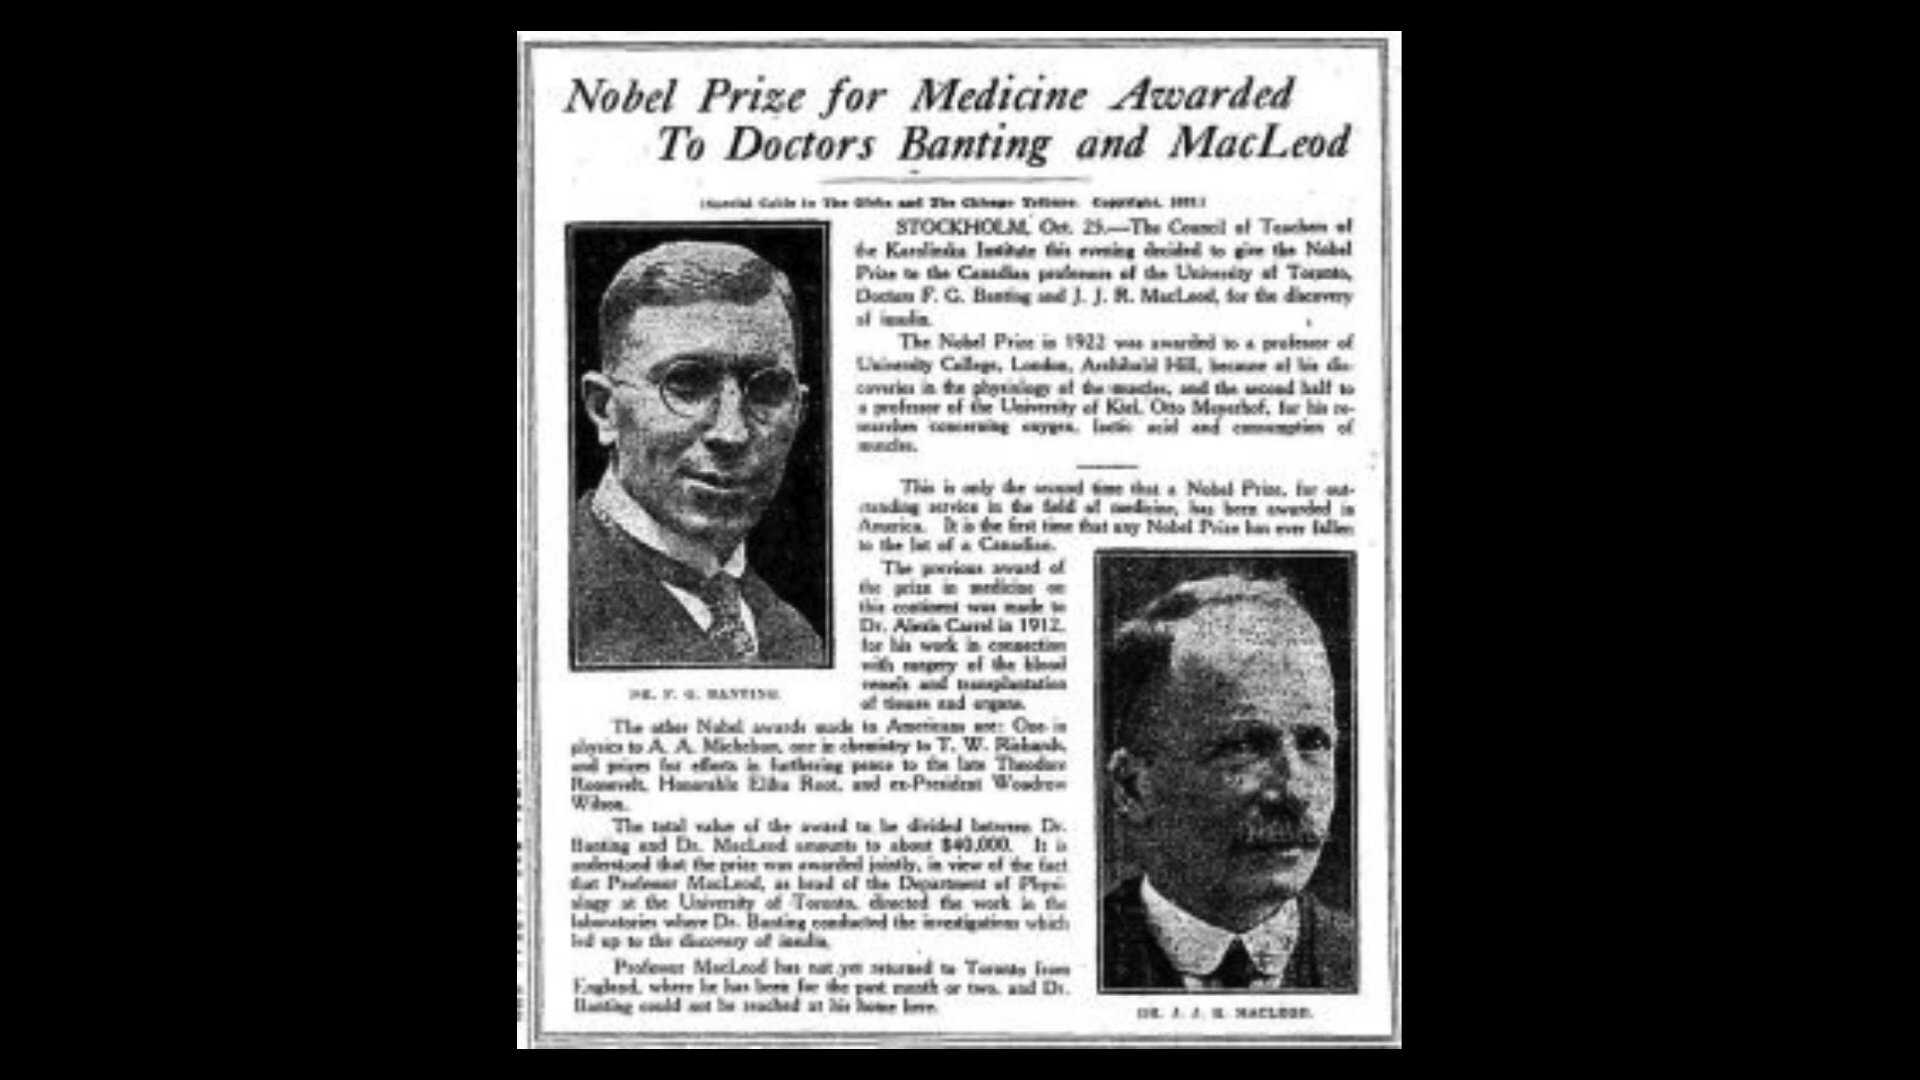 Nobel Prize for Medicine Awarded
To Doctors Banting and MacLeod
(Special Cable to The Globe and The Chicago Tribune. Copyright,
STOCKHOLM, Oct. 25.—The Council of Teachers of
the Karolinska Institute this evening decided to give the Nobel
Prize to the Canadian professors of the University of Toronto,
Doctors F. G. Banting and J. J. R. MacLeod, for the discovery
of insulin.
The Nobel Prize in 1922 was awarded to a professor of
University College, London, Archibald Hill, because of his dis-
coveries in the physiology of the muscles, and the second half to
a professor of the University of Kiel, Otto Meyerhof, for his re-
searches concerning oxygen, lactic acid and consumption of
muscles.
This is only the second time that a Nobel Prize, for out-
standing service in the field of medicine, has been awarded in
America. It is the first time that any Nobel Prize has ever fallen
to the lot of a Canadian.
The previous award of
the prize in medicine on
this continent was made to
Dr. Alexis Carrel in 1912,
for his work in connection
with surgery of the blood
vessels and transplantation
of tissues and organs.
DR. F. G. BANTING.
The other Nobel awards made to Americans are: One in
physics to A. A. Michelson, one in chemistry to T. W. Richards,
and prizes for efforts in furthering peace to the late Theodore
Roosevelt, Honorable Elihu Root, and ex-President Woodrow
Wilson.
The total value of the award to be divided between Dr.
Banting and Dr. MacLeod amounts to about $40,000. It is
understood that the prize was awarded jointly, in view of the fact
that Professor MacLeod, as head of the Department of Physi-
ology at the University of Toronto, directed the work in the
laboratories where Dr. Banting conducted the investigations which
led up to the discovery of insulin.
Professor MacLeod has not yet returned to Toronto from
England, where he has been for the past month or two, and Dr.
Banting could not be reached at his home here.
DR. J. J. R. MACLEOD.